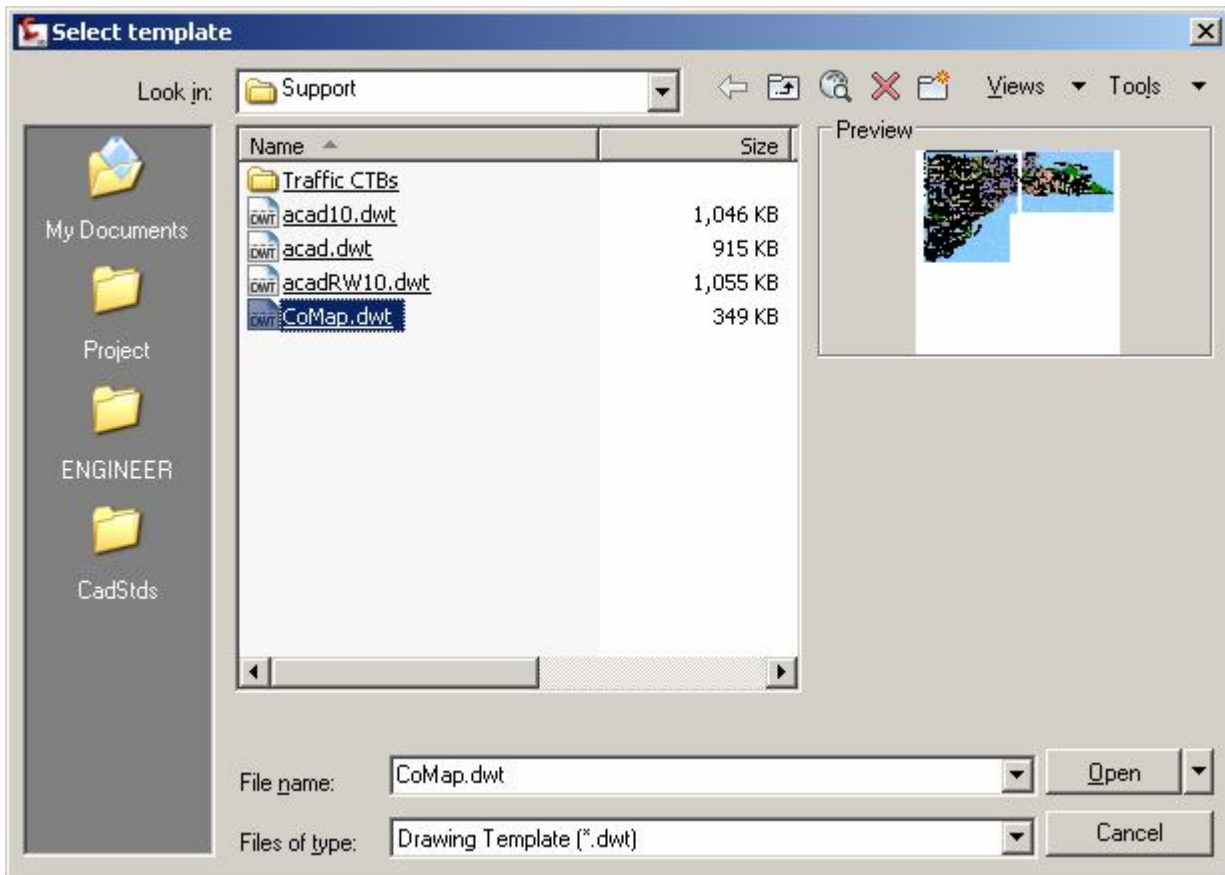 Select template
Look in: Support Views Tools
Name Size Preview
Traffic CTBs
acad10.dwt 1,046 KB
acad.dwt 915 KB
acadRW10.dwt 1,055 KB
CoMap.dwt 349 KB
My Documents
Project
ENGINEER
CadStds
File name: CoMap.dwt Open
Files of type: Drawing Template (*.dwt) Cancel